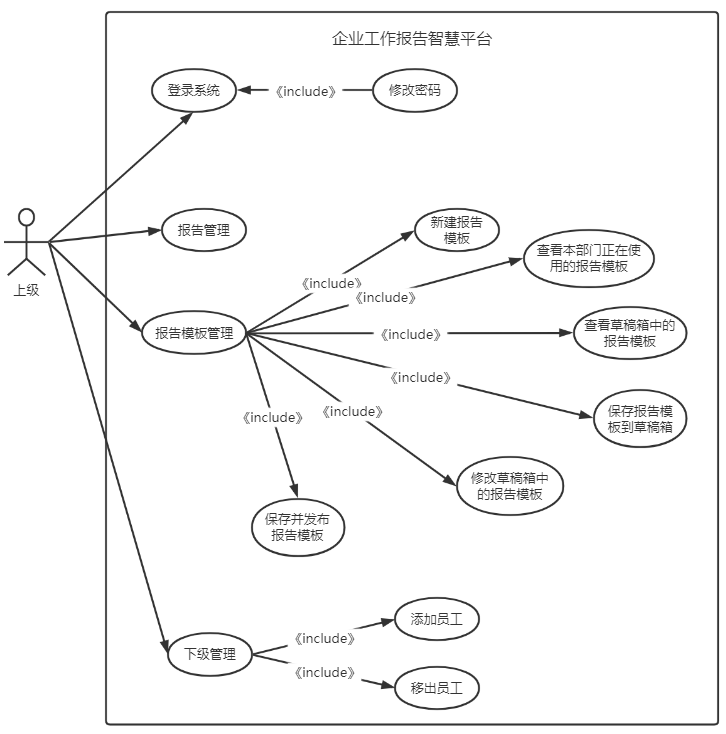 企业工作报告智慧平台
登录系统
《include》
修改密码
上级
报告管理
新建报告
模板
查看本部门正在使
用的报告模板
《include》
《include》
报告模板管理
《include》
查看草稿箱中的
报告模板
《include》
保存报告模
板到草稿箱
《include》
《include》
修改草稿箱中
的报告模板
保存并发布
报告模板
添加员工
《include》
下级管理
《include》
移出员工